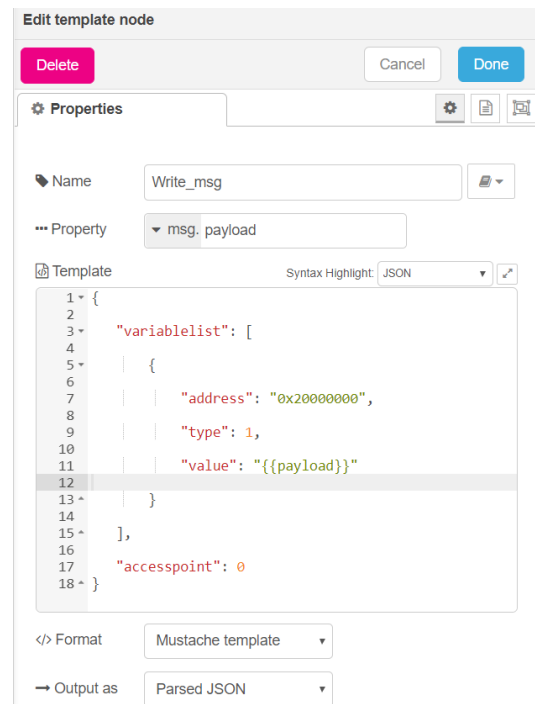 Edit template node
Delete Cancel Done
Properties
Name Write_msg
Property msg. payload
Template Syntax Highlight: JSON
1 {
2
3 "variablelist": [
4
5 {
6
7 "address": "0x20000000",
8
9 "type": 1,
10
11 "value": "{{payload}}"
12
13 }
14
15 ],
16
17 "accesspoint": 0
18 }
</> Format Mustache template
Output as Parsed JSON